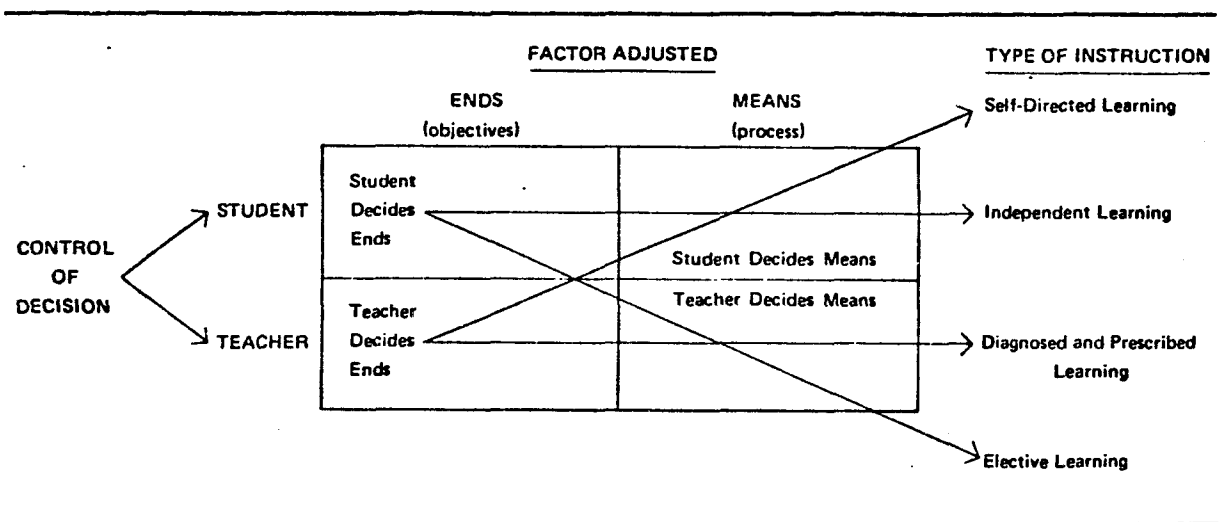 FACTOR ADJUSTED
TYPE OF INSTRUCTION
ENDS
(objectives)
MEANS
(process)
Self-Directed Learning
Student
Decides
Ends
STUDENT
Independent Learning
CONTROL
OF
DECISION
Student Decides Means
Teacher Decides Means
TEACHER
Teacher
Decides
Ends
Diagnosed and Prescribed
Learning
Elective Learning